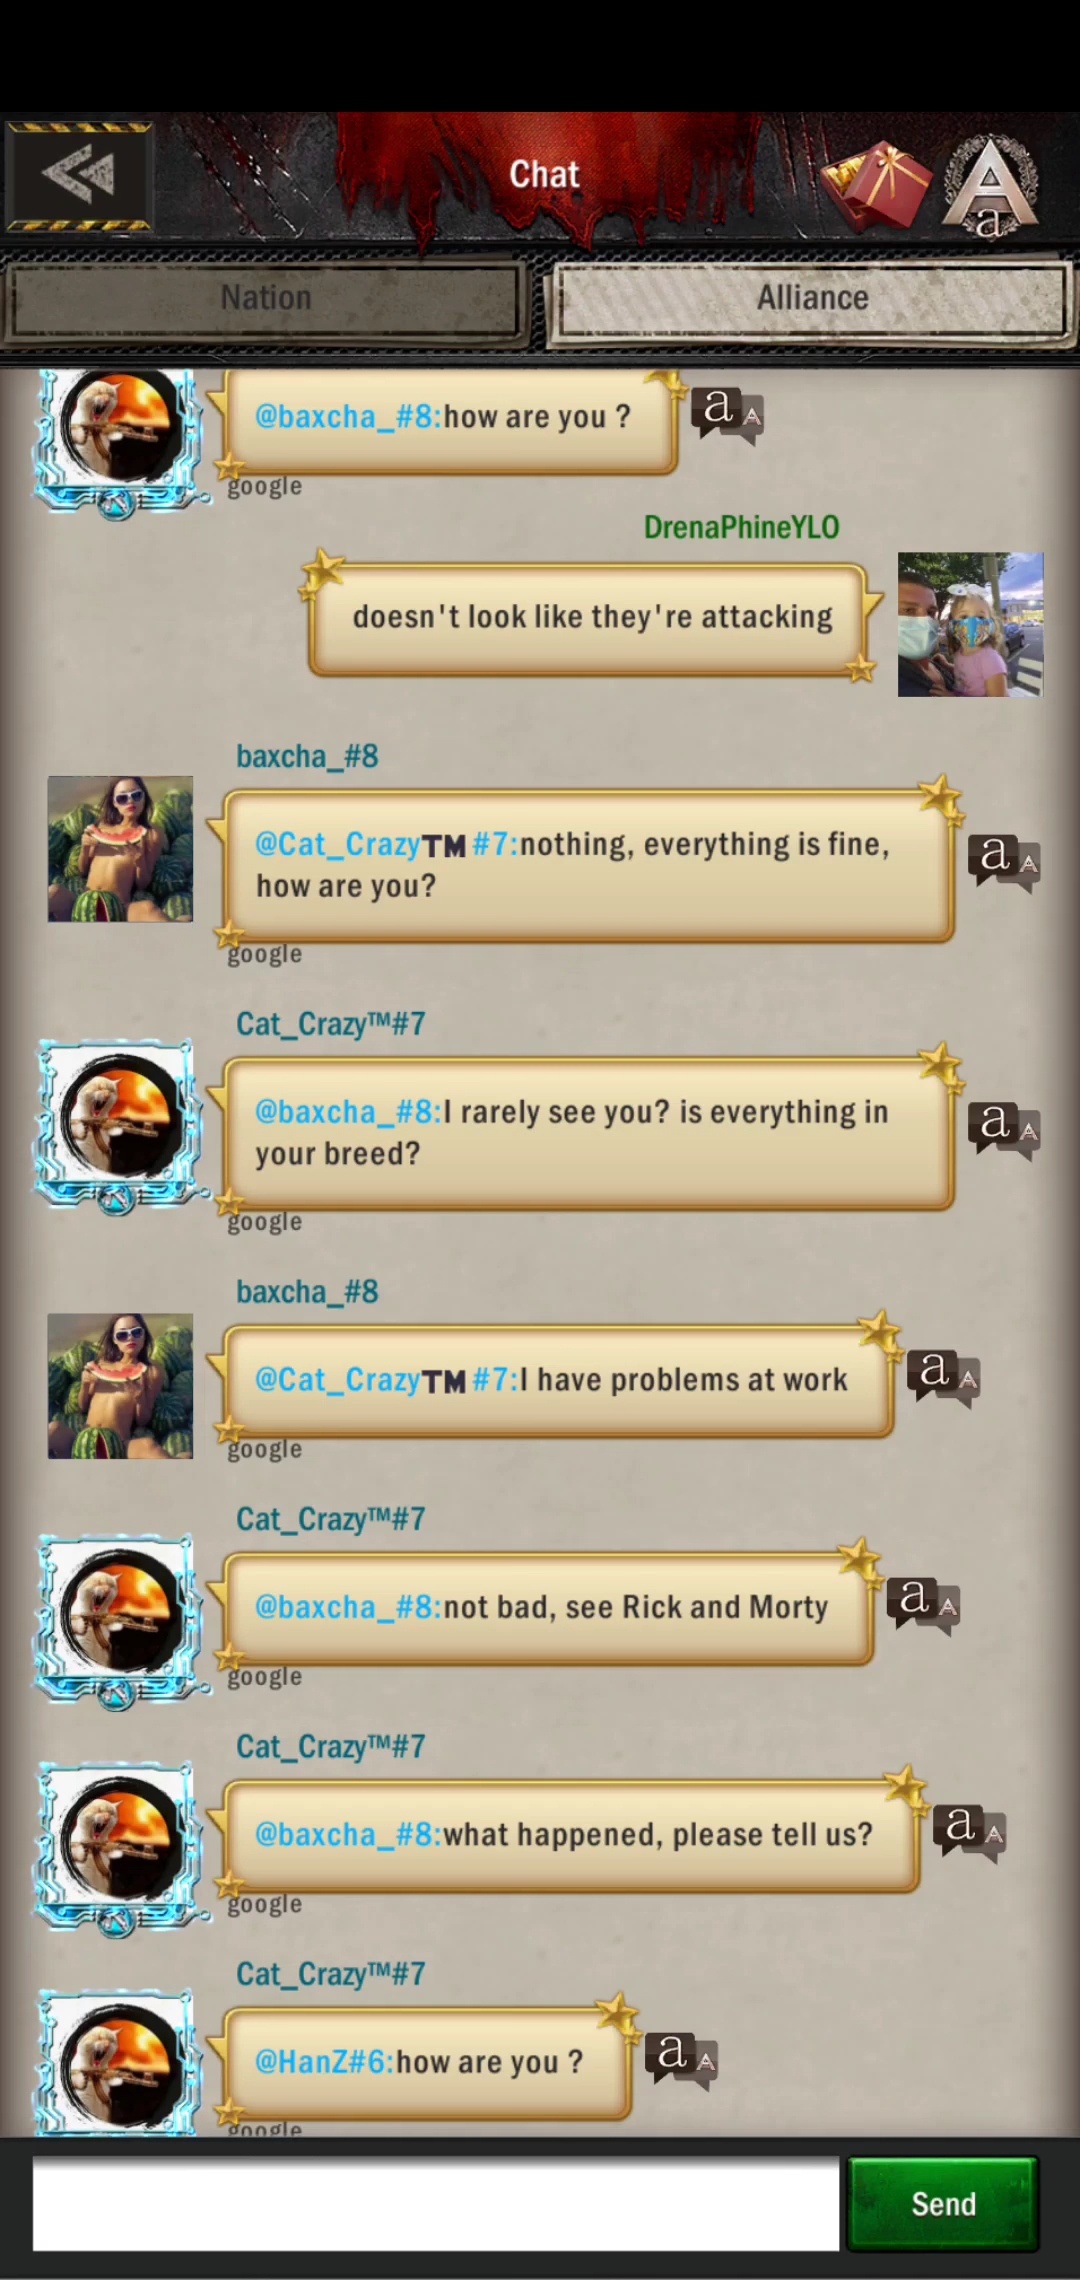 Chat
A
a
Nation
Alliance
@baxcha_#8:how are you ?
a A
google
DrenaPhineYLO
doesn't look like they're attacking
baxcha_#8
@Cat_Crazy™#7:nothing, everything is fine,
how are you?
a A
google
Cat_Crazy™#7
@baxcha_#8:I rarely see you? is everything in
your breed?
a A
google
baxcha_#8
@Cat_Crazy™#7:I have problems at work
a A
google
Cat_Crazy™#7
@baxcha_#8:not bad, see Rick and Morty
a A
google
Cat_Crazy™#7
@baxcha_#8:what happened, please tell us?
a A
google
Cat_Crazy™#7
@HanZ#6:how are you ?
a A
google
Send